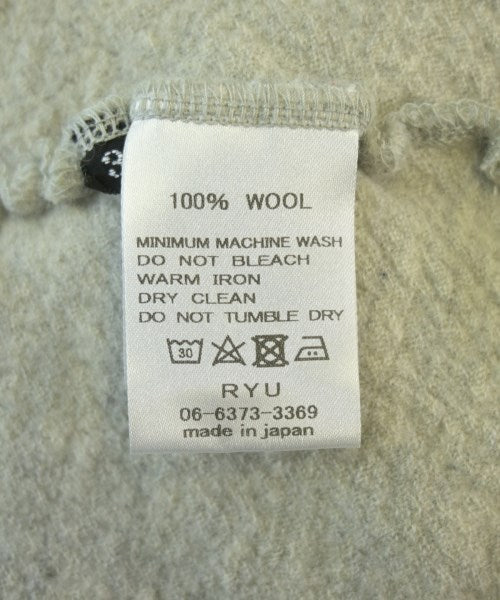 3
100% WOOL
MINIMUM MACHINE WASH
DO NOT BLEACH
WARM IRON
DRY CLEAN
DO NOT TUMBLE DRY
30
RYU
06-6373-3369
made in japan